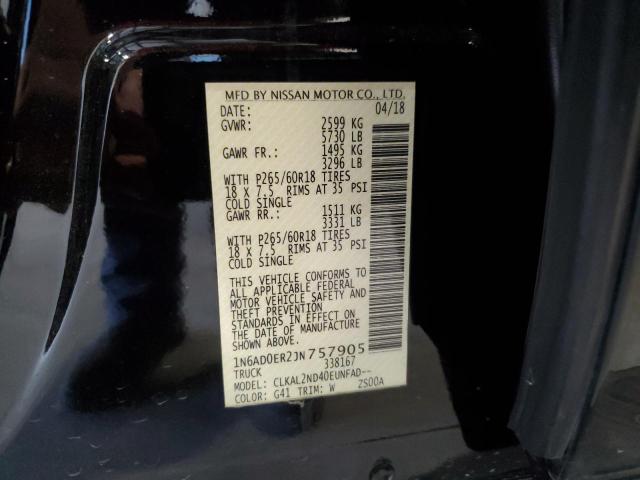 MFD BY NISSAN MOTOR CO., LTD.
DATE: 04/18
GVWR: 2599 KG
5730 LB
GAWR FR.: 1495 KG
3296 LB
WITH P265/60R18 TIRES
18 X 7.5 RIMS AT 35 PSI
COLD SINGLE
GAWR RR.: 1511 KG
3331 LB
WITH P265/60R18 TIRES
18 X 7.5 RIMS AT 35 PSI
COLD SINGLE
THIS VEHICLE CONFORMS TO
ALL APPLICABLE FEDERAL
MOTOR VEHICLE SAFETY AND
THEFT PREVENTION
STANDARDS IN EFFECT ON
THE DATE OF MANUFACTURE
SHOWN ABOVE.
1N6AD0ER2JN757905
TRUCK 338167
MODEL: CLKAL2ND40EUNFAD--
COLOR: G41 TRIM: W ZS00A